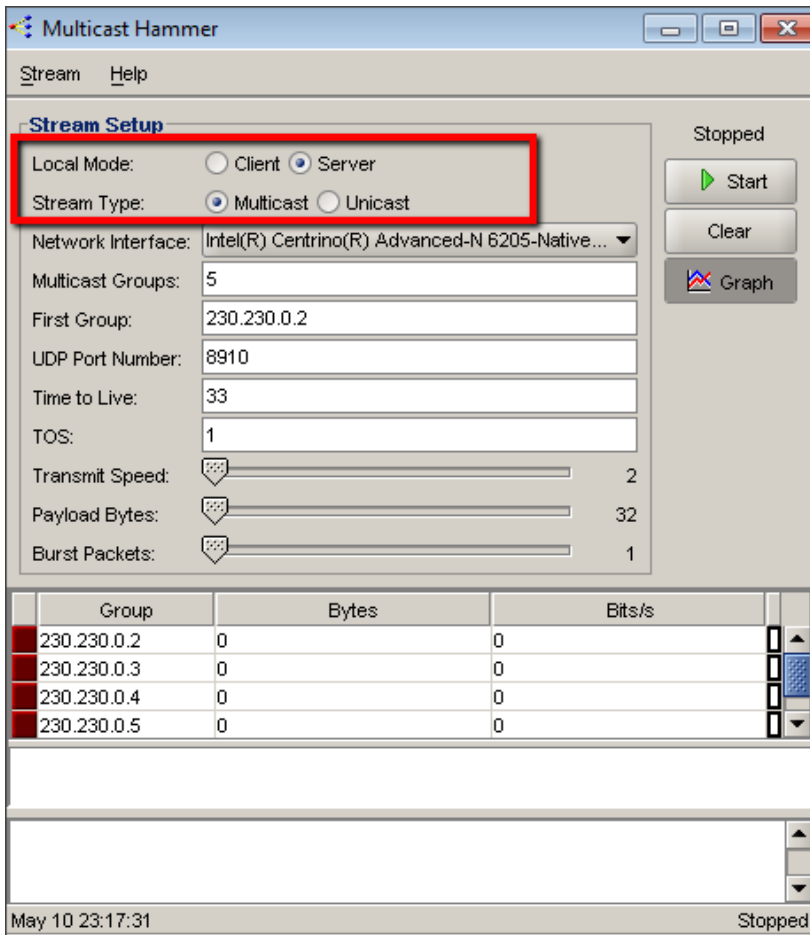 Multicast Hammer
Stream Help
Stream Setup
Stopped
Local Mode: Client Server
Start
Stream Type: Multicast Unicast
Network Interface: Intel(R) Centrino(R) Advanced-N 6205-Native...
Clear
Multicast Groups: 5
Graph
First Group: 230.230.0.2
UDP Port Number: 8910
Time to Live: 33
TOS: 1
Transmit Speed: 2
Payload Bytes: 32
Burst Packets: 1
Group Bytes Bits/s
230.230.0.2 0 0
230.230.0.3 0 0
230.230.0.4 0 0
230.230.0.5 0 0
May 10 23:17:31 Stopped